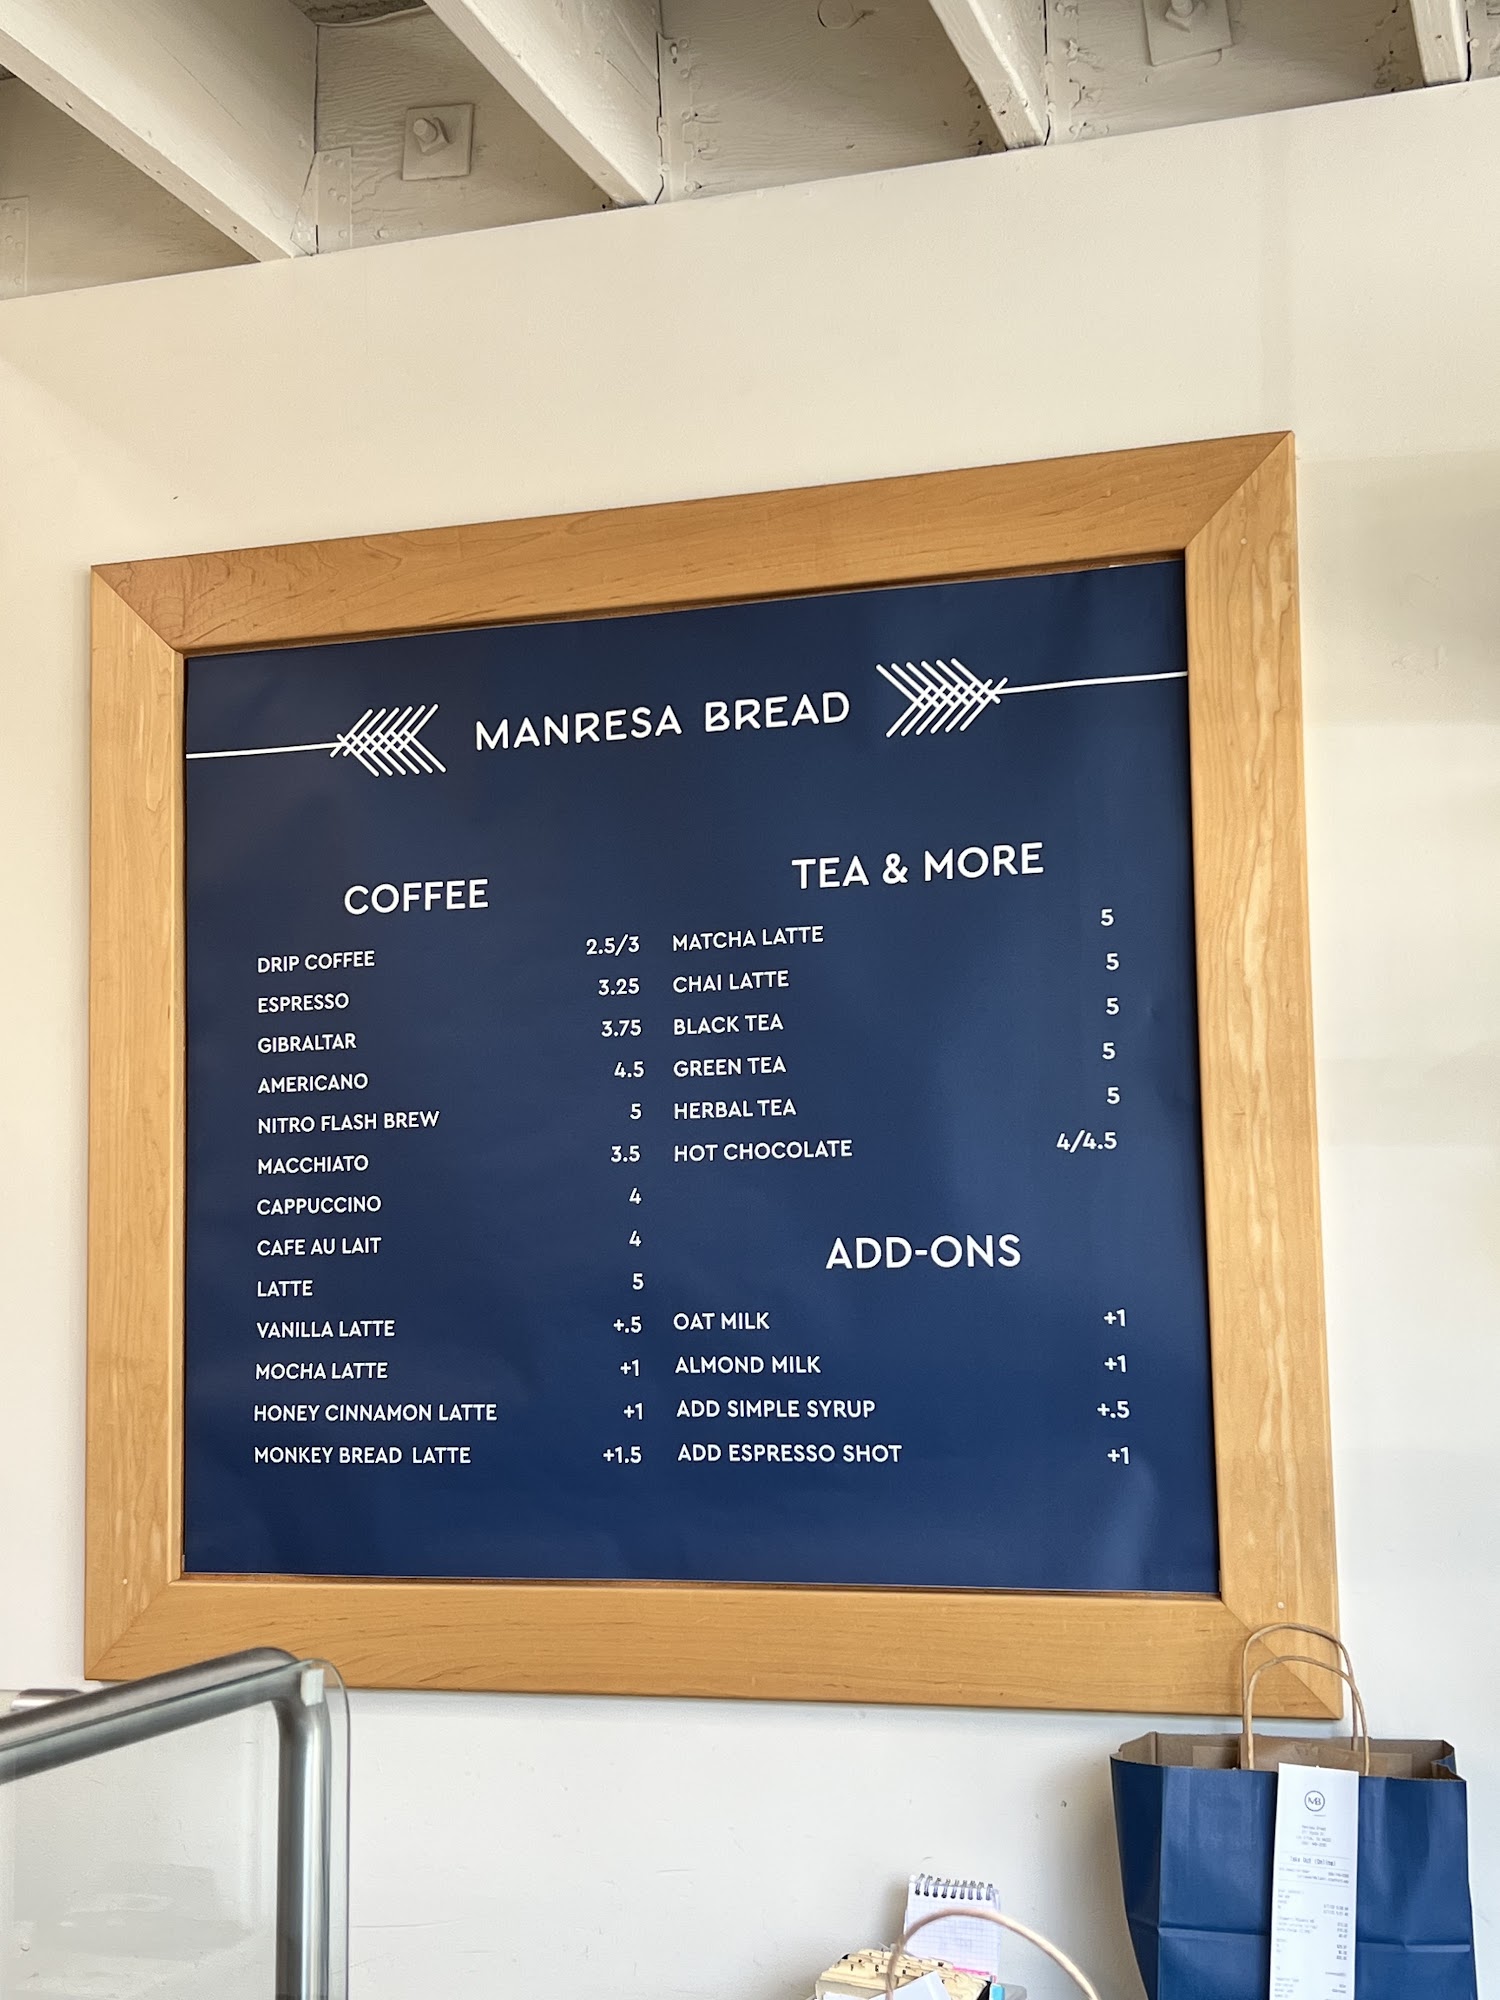 MANRESA BREAD
COFFEE
DRIP COFFEE 2.5/3
ESPRESSO 3.25
GIBRALTAR 3.75
AMERICANO 4.5
NITRO FLASH BREW 5
MACCHIATO 3.5
CAPPUCCINO 4
CAFE AU LAIT 4
LATTE 5
VANILLA LATTE +.5
MOCHA LATTE +1
HONEY CINNAMON LATTE +1
MONKEY BREAD LATTE +1.5
TEA & MORE
MATCHA LATTE 5
CHAI LATTE 5
BLACK TEA 5
GREEN TEA 5
HERBAL TEA 5
HOT CHOCOLATE 4/4.5
ADD-ONS
OAT MILK +1
ALMOND MILK +1
ADD SIMPLE SYRUP +.5
ADD ESPRESSO SHOT +1
MB